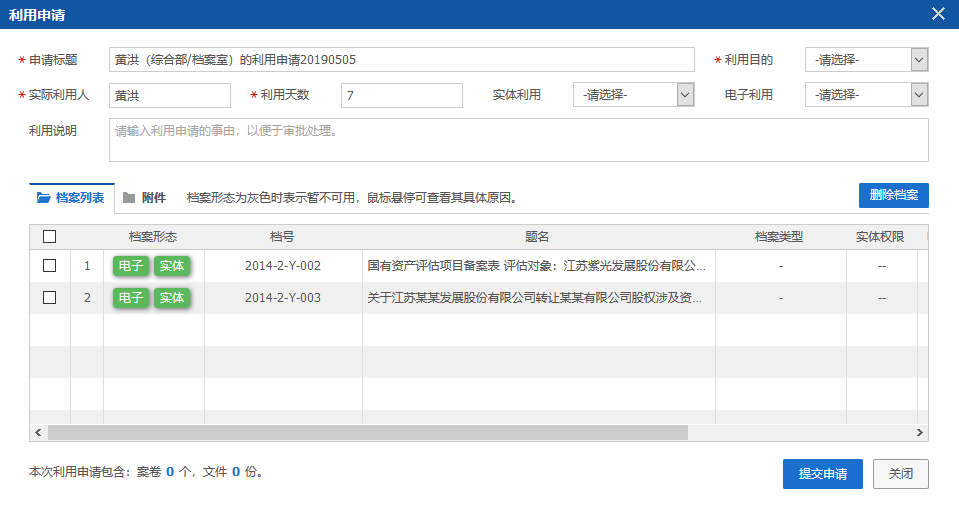 利用申请
* 申请标题 黄洪（综合部/档案室）的利用申请20190505 * 利用目的 -请选择-
* 实际利用人 黄洪 * 利用天数 7 实体利用 -请选择- 电子利用 -请选择-
利用说明 请输入利用申请的事由，以便于审批处理。
档案列表 附件 档案形态为灰色时表示暂不可用，鼠标悬停可查看其具体原因。 删除档案
档案形态 档号 题名 档案类型 实体权限
1 电子 实体 2014-2-Y-002 国有资产评估项目备案表 评估对象：江苏紫光发展股份有限公... - --
2 电子 实体 2014-2-Y-003 关于江苏某某发展股份有限公司转让某某有限公司股权涉及资... - --
本次利用申请包含：案卷 0 个，文件 0 份。 提交申请 关闭